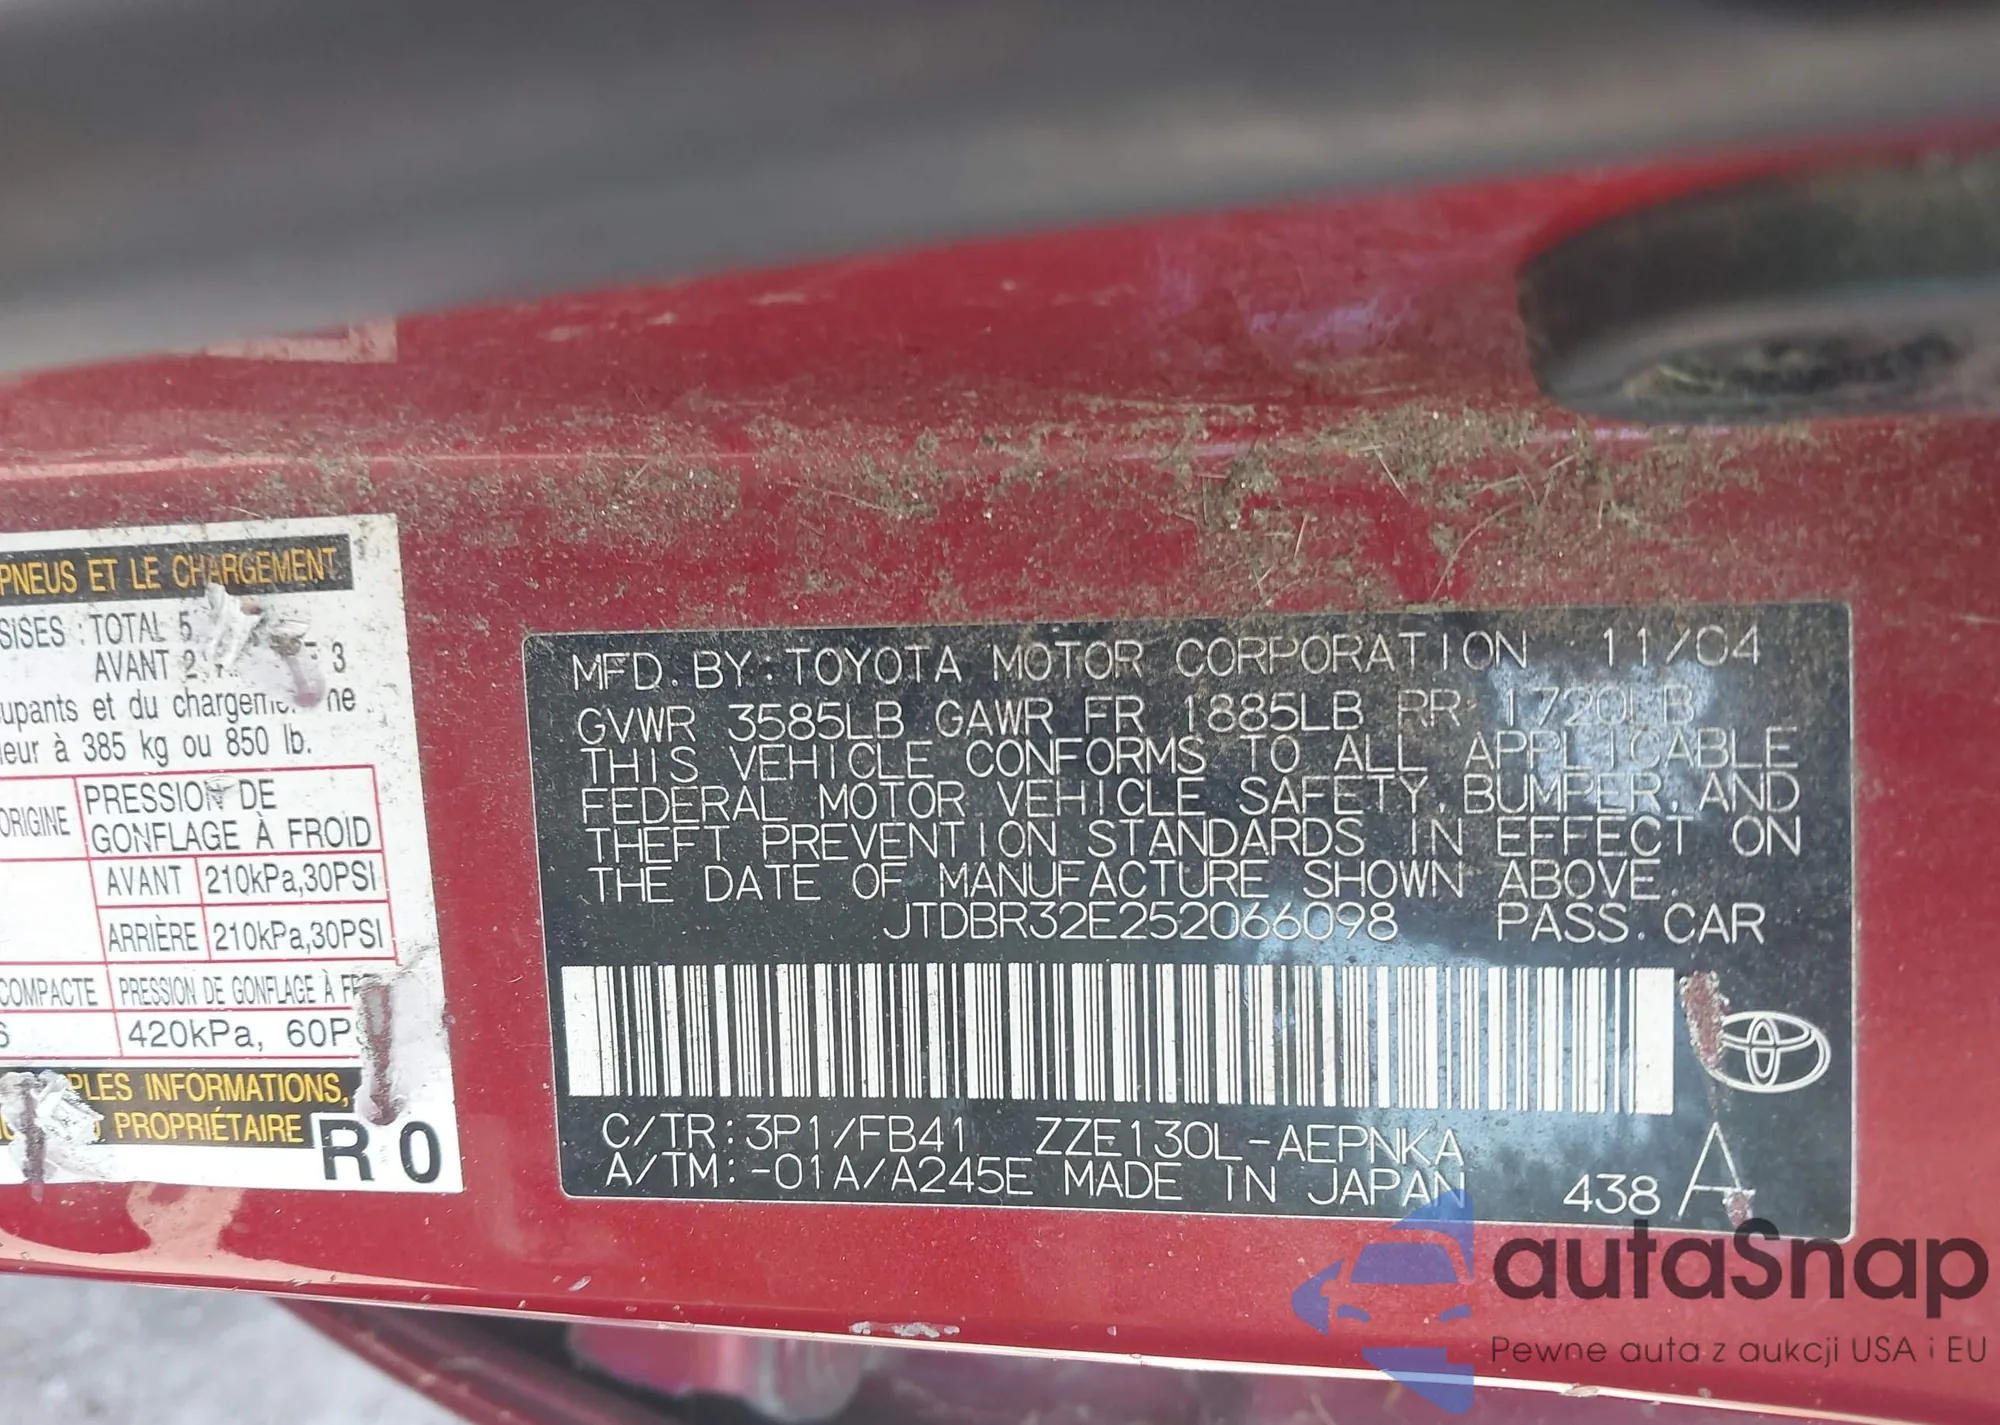 PNEUS ET LE CHARGEMENT
SISES : TOTAL 5
AVANT 2 3
upants et du
ne
ieur à 385 kg ou 850 lb.
ORIGINE
PRESSION DE
GONFLAGE À FROID
AVANT 210kPa,30PSI
ARRIÈRE 210kPa,30PSI
COMPACTE PRESSION DE GONFLAGE À
420kPa, 60P
PLES INFORMATIONS,
PROPRIÉTAIRE
R 0
MFD. BY: TOYOTA MOTOR CORPORATION 11/04
GVWR 3585LB GAWR FR 1885LB RR 1720LB
THIS VEHICLE CONFORMS TO ALL APPLICABLE
FEDERAL MOTOR VEHICLE SAFETY, BUMPER, AND
THEFT PREVENTION STANDARDS IN EFFECT ON
THE DATE OF MANUFACTURE SHOWN ABOVE.
JTDBR32E252066098 PASS. CAR
C/TR: 3P1/FB41 ZZE130L-AEPNKA
A/TM: -01A/A245E MADE IN JAPAN 438 A
autaSnap
Pewne auta z aukcji USA i EU